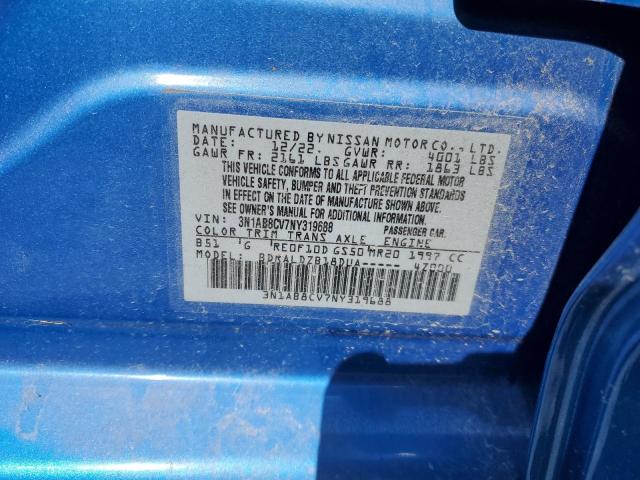 MANUFACTURED BY NISSAN MOTOR CO., LTD.
DATE: 12/22 GVWR: 4001 LBS
GAWR FR: 2161 LBS GAWR RR: 1863 LBS
THIS VEHICLE CONFORMS TO ALL APPLICABLE FEDERAL MOTOR
VEHICLE SAFETY, BUMPER AND THEFT PREVENTION STANDARDS
IN EFFECT ON THE DATE OF MANUFACTURE SHOWN ABOVE.
SEE OWNER'S MANUAL FOR ADDITIONAL INFORMATION.
VIN: 3N1AB8CV7NY319688 PASSENGER CAR.
COLOR TRIM TRANS AXLE ENGINE
B51 'G RE0F10D GS50 MR20 1997 CC
MODEL: BDMALDZB18DUA----- 47000
3N1AB8CV7NY319688